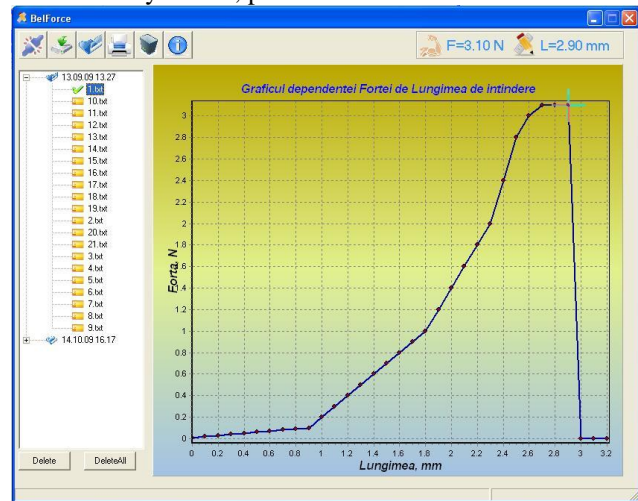 BelForce
F=3.10 N L=2.90 mm
13.09.09 13.27
1.txt
10.txt
11.txt
12.txt
13.txt
14.txt
15.txt
16.txt
17.txt
18.txt
19.txt
2.txt
20.txt
21.txt
3.txt
4.txt
5.txt
6.txt
7.txt
8.txt
9.txt
14.10.09 16.17
Delete DeleteAll
Graficul dependentei Fortei de Lungimea de intindere
Forta, N
3
2.8
2.6
2.4
2.2
2
1.8
1.6
1.4
1.2
1
0.8
0.6
0.4
0.2
0
0 0.2 0.4 0.6 0.8 1 1.2 1.4 1.6 1.8 2 2.2 2.4 2.6 2.8 3 3.2
Lungimea, mm